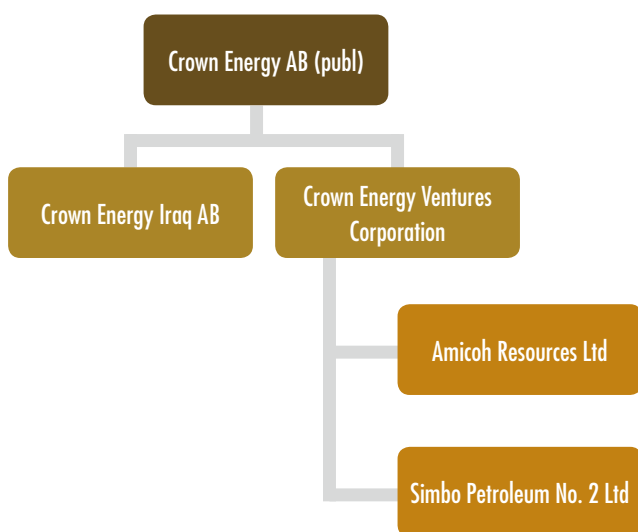 Crown Energy AB (publ)
Crown Energy Iraq AB
Crown Energy Ventures
Corporation
Amicoh Resources Ltd
Simbo Petroleum No. 2 Ltd